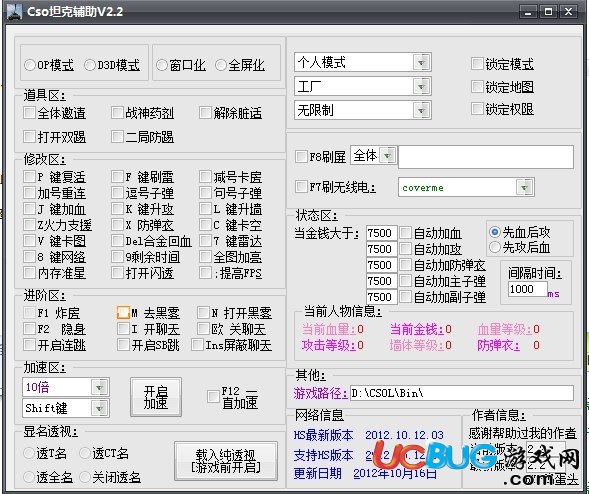 Cso坦克辅助V2.2
OP模式 D3D模式 窗口化 全屏化
个人模式
锁定模式
工厂
锁定地图
无限制
锁定权限
道具区:
全体邀请 战神药剂 解除脏话
打开双踢 二局防踢
F8刷屏 全体
F7刷无线电: coverme
修改区:
P 键复活 F 键刷雷 减号卡房
加号重连 逗号子弹 句号子弹
J 键加血 K 键升攻 L 键升墙
Z火力支援 X 防弹衣 C 键卡空
V 键卡图 Del合金回血 7 键雷达
8 键网络 9剩余时间 全图加亮
内存准星 打开闪透 ;提高FPS
状态区:
当金钱大于: 7500 自动加血
7500 自动加攻
7500 自动加防弹衣
7500 自动加主子弹
7500 自动加副子弹
先血后攻
先攻后血
间隔时间:
1000 ms
进阶区:
F1 炸房 M 去黑雾 N 打开黑雾
F2 隐身 I 开聊天 欧 关聊天
开启连跳 开启SB跳 Ins屏蔽聊天
当前人物信息:
当前血量:0 当前金钱:0 血量等级:0
攻击等级:0 墙体等级:0 防弹衣:0
加速区:
10倍
Shift键
开启
加速
F12 一
直加速
其他:
游戏路径: D:\CSOL\Bin\
显名透视:
透T名 透CT名
透全名 关闭透名
载入纯透视
[游戏前开启]
网络信息
HS最新版本 2012.10.12.03
支持HS版本
更新日期 2012年10月16日
作者信息:
感谢帮助过我的作者
UCBUG游戏网
.com